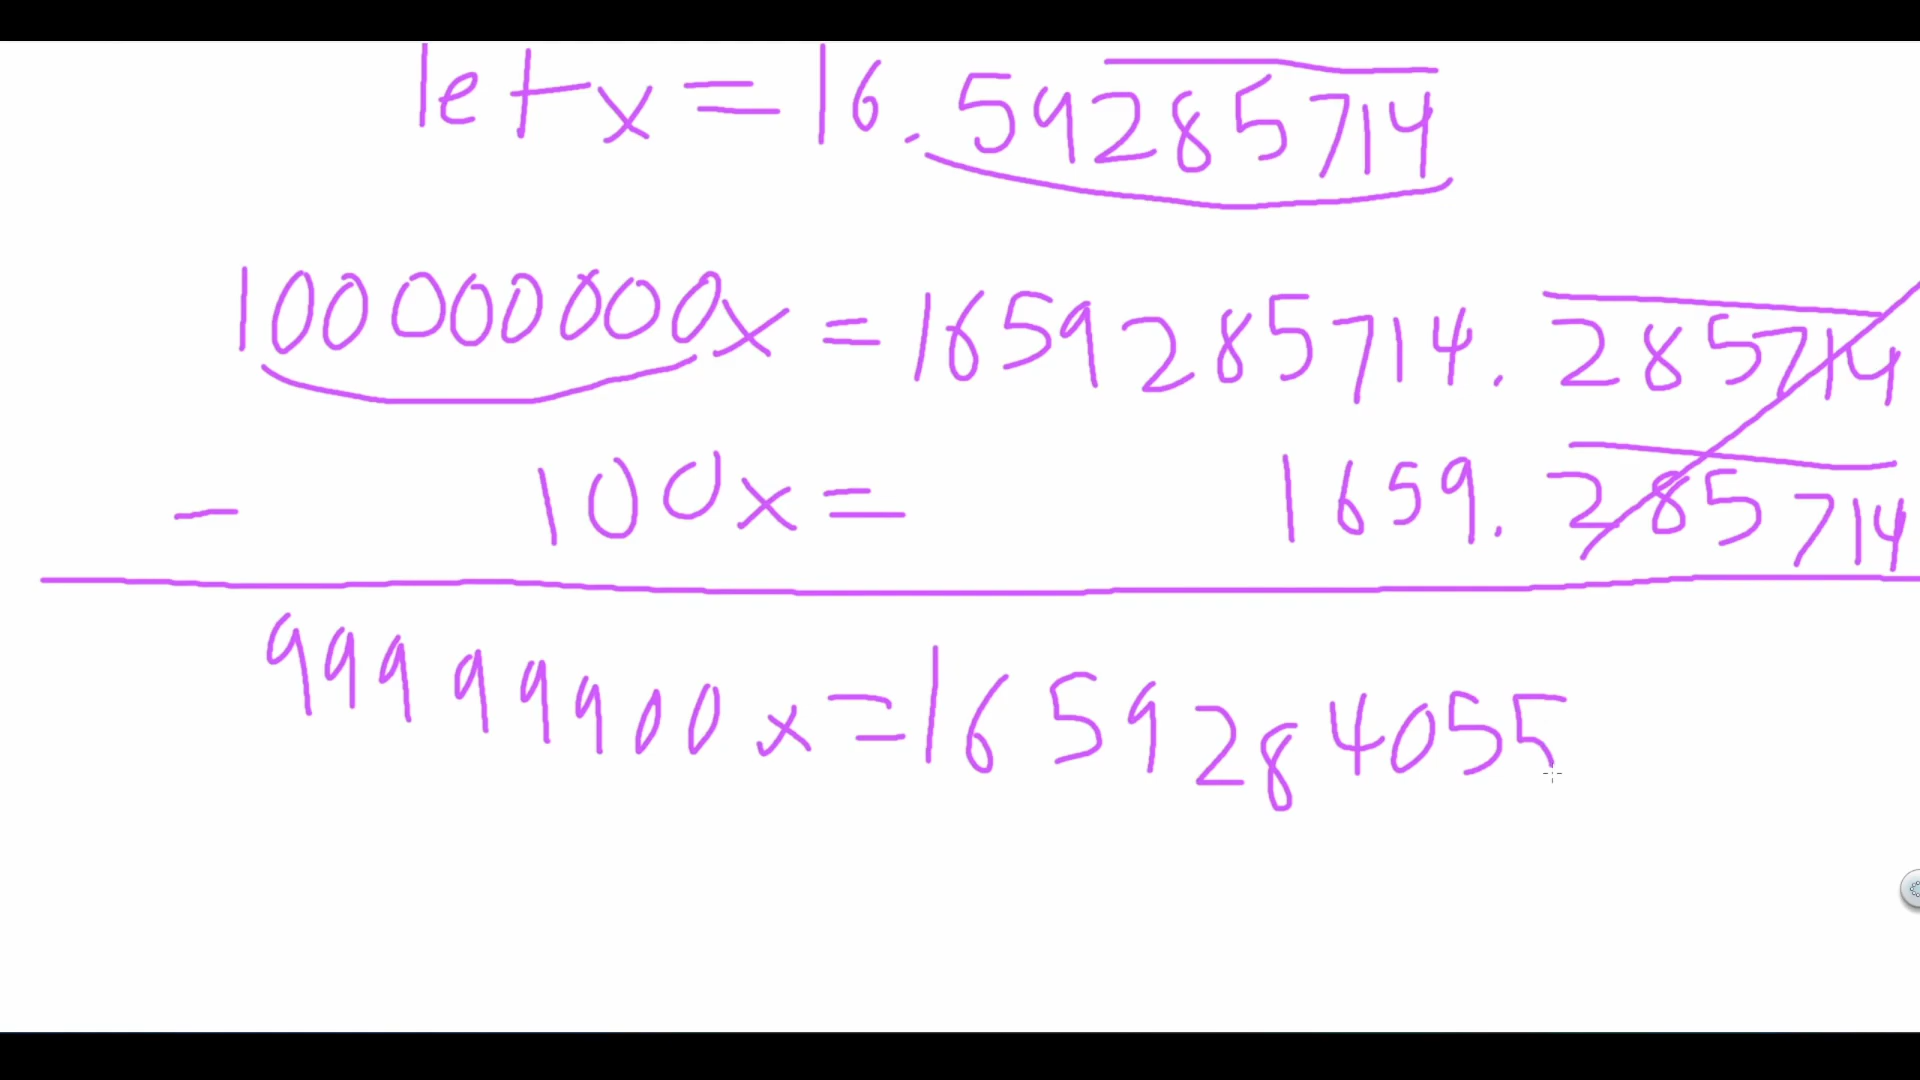 let x = 16.59285714
100000000x = 1659285714.285714
- 100x = 1659.285714
99999900x = 1659284055